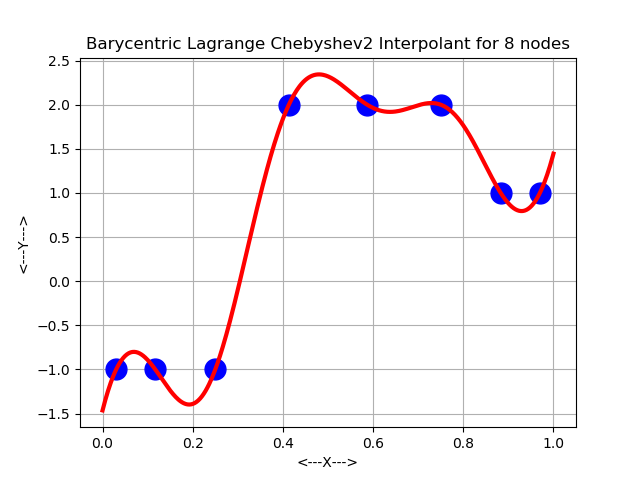 Barycentric Lagrange Chebyshev2 Interpolant for 8 nodes
2.5
2.0
1.5
1.0
0.5
0.0
−0.5
−1.0
−1.5
<---Y--->
0.0 0.2 0.4 0.6 0.8 1.0
<---X--->